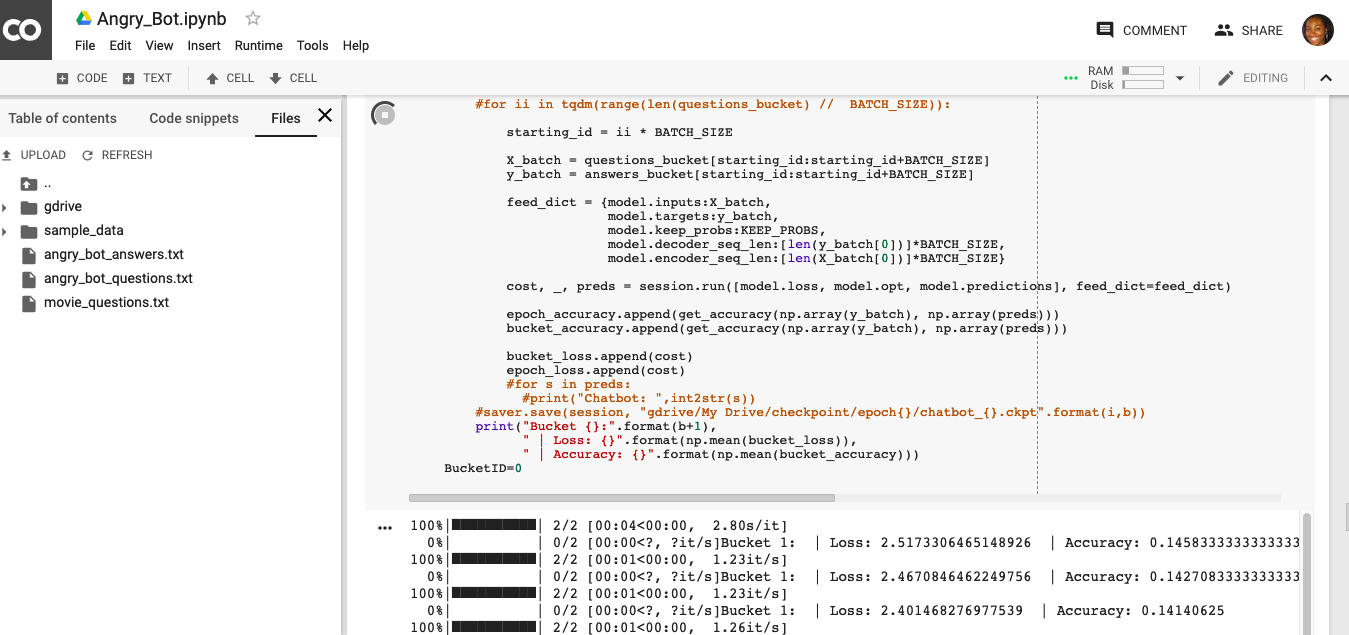 CO
Angry_Bot.ipynb
File Edit View Insert Runtime Tools Help
COMMENT SHARE
CODE TEXT CELL CELL
RAM
Disk
EDITING
Table of contents Code snippets Files
UPLOAD REFRESH
..
gdrive
sample_data
angry_bot_answers.txt
angry_bot_questions.txt
movie_questions.txt
#for ii in tqdm(range(len(questions_bucket) //  BATCH_SIZE)):
starting_id = ii * BATCH_SIZE
X_batch = questions_bucket[starting_id:starting_id+BATCH_SIZE]
y_batch = answers_bucket[starting_id:starting_id+BATCH_SIZE]
feed_dict = {model.inputs:X_batch,
model.targets:y_batch,
model.keep_probs:KEEP_PROBS,
model.decoder_seq_len:[len(y_batch[0])]*BATCH_SIZE,
model.encoder_seq_len:[len(X_batch[0])]*BATCH_SIZE}
cost, _, preds = session.run([model.loss, model.opt, model.predictions], feed_dict=feed_dict)
epoch_accuracy.append(get_accuracy(np.array(y_batch), np.array(preds)))
bucket_accuracy.append(get_accuracy(np.array(y_batch), np.array(preds)))
bucket_loss.append(cost)
epoch_loss.append(cost)
#for s in preds:
#print("Chatbot: ",int2str(s))
#saver.save(session, "gdrive/My Drive/checkpoint/epoch{}/chatbot_{}.ckpt".format(i,b))
print("Bucket {}:".format(b+1),
" | Loss: {}".format(np.mean(bucket_loss)),
" | Accuracy: {}".format(np.mean(bucket_accuracy)))
BucketID=0
100%|██████████| 2/2 [00:04<00:00,  2.80s/it]
0%|          | 0/2 [00:00<?, ?it/s]Bucket 1:  | Loss: 2.5173306465148926  | Accuracy: 0.1458333333333333
100%|██████████| 2/2 [00:01<00:00,  1.23it/s]
0%|          | 0/2 [00:00<?, ?it/s]Bucket 1:  | Loss: 2.4670846462249756  | Accuracy: 0.1427083333333333
100%|██████████| 2/2 [00:01<00:00,  1.23it/s]
0%|          | 0/2 [00:00<?, ?it/s]Bucket 1:  | Loss: 2.401468276977539  | Accuracy: 0.14140625
100%|██████████| 2/2 [00:01<00:00,  1.26it/s]